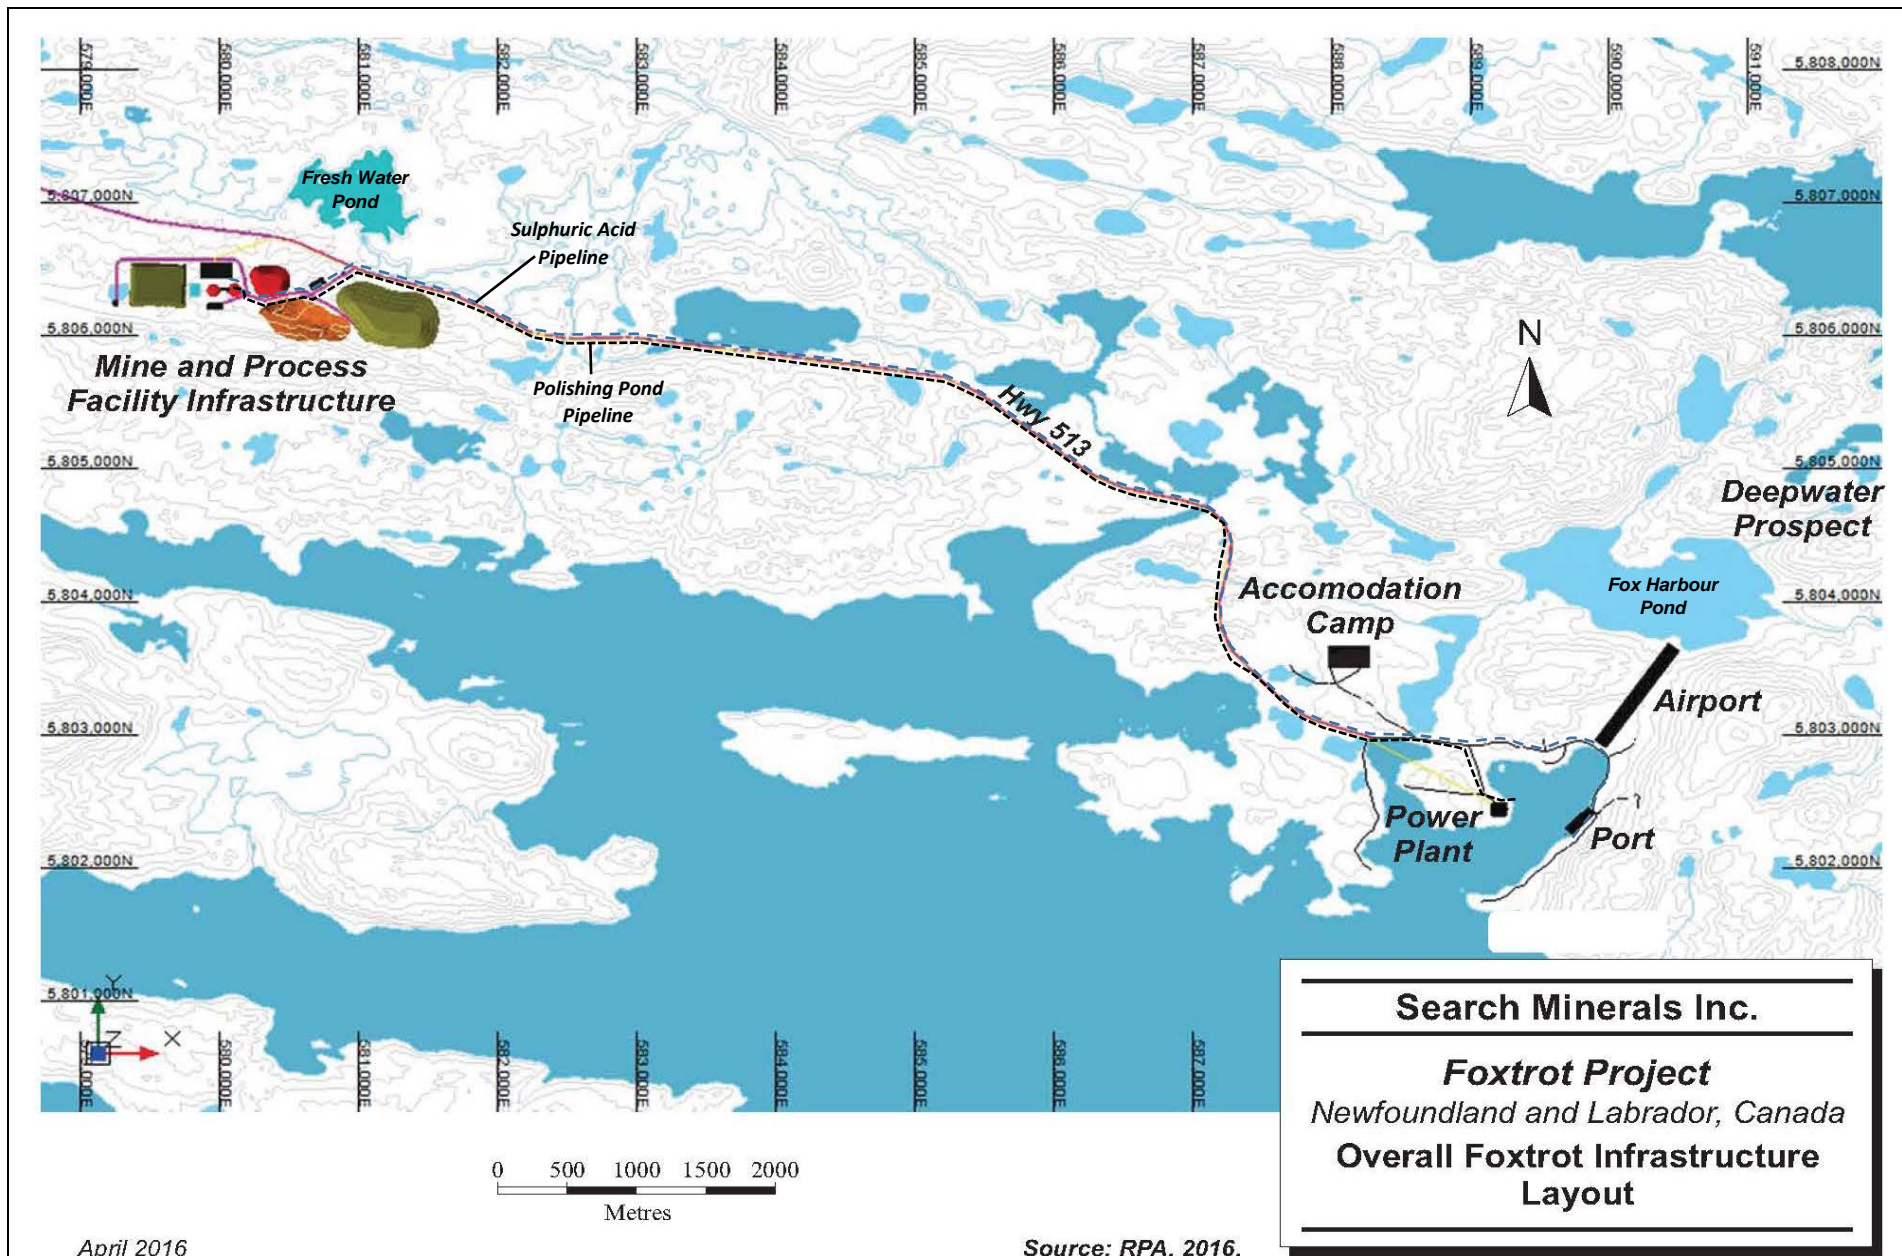 579,000E
580,000E
581,000E
582,000E
583,000E
584,000E
585,000E
586,000E
587,000E
588,000E
589,000E
590,000E
591,000E
5,808,000N
Fresh Water
Pond
5,807,000N
5,807,000N
Sulphuric Acid
Pipeline
5,806,000N
5,806,000N
N
Mine and Process
Facility Infrastructure
Polishing Pond
Pipeline
Hwy 513
5,805,000N
5,805,000N
Deepwater
Prospect
5,804,000N
5,804,000N
Accomodation
Camp
Fox Harbour
Pond
Airport
5,803,000N
5,803,000N
Power
Plant
Port
5,802,000N
5,802,000N
5,801,000N
Y
Z
X
580,000E
581,000E
582,000E
583,000E
584,000E
585,000E
586,000E
587,000E
Search Minerals Inc.
Foxtrot Project
Newfoundland and Labrador, Canada
Overall Foxtrot Infrastructure
Layout
0 500 1000 1500 2000
Metres
April 2016
Source: RPA, 2016.